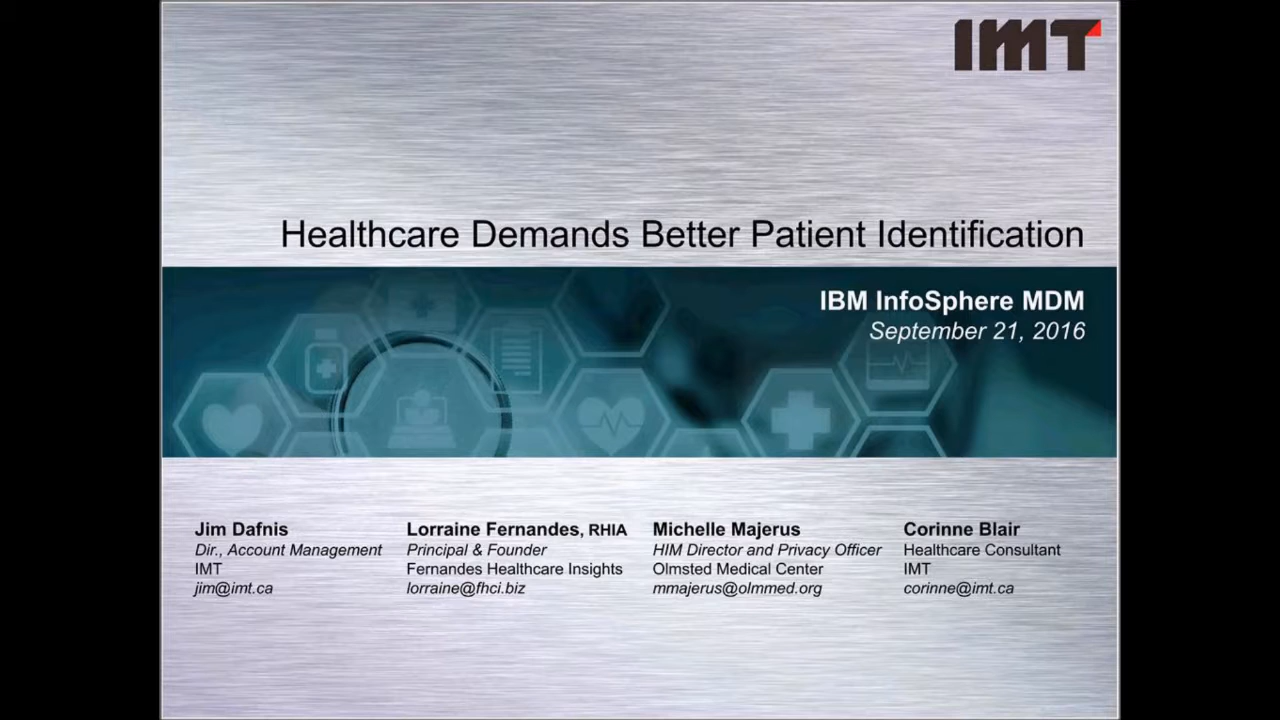 IMT
Healthcare Demands Better Patient Identification
IBM InfoSphere MDM
September 21, 2016
Jim Dafnis
Dir., Account Management
IMT
jim@imt.ca
Lorraine Fernandes, RHIA
Principal & Founder
Fernandes Healthcare Insights
lorraine@fhci.biz
Michelle Majerus
HIM Director and Privacy Officer
Olmsted Medical Center
mmajerus@olmmed.org
Corinne Blair
Healthcare Consultant
IMT
corinne@imt.ca